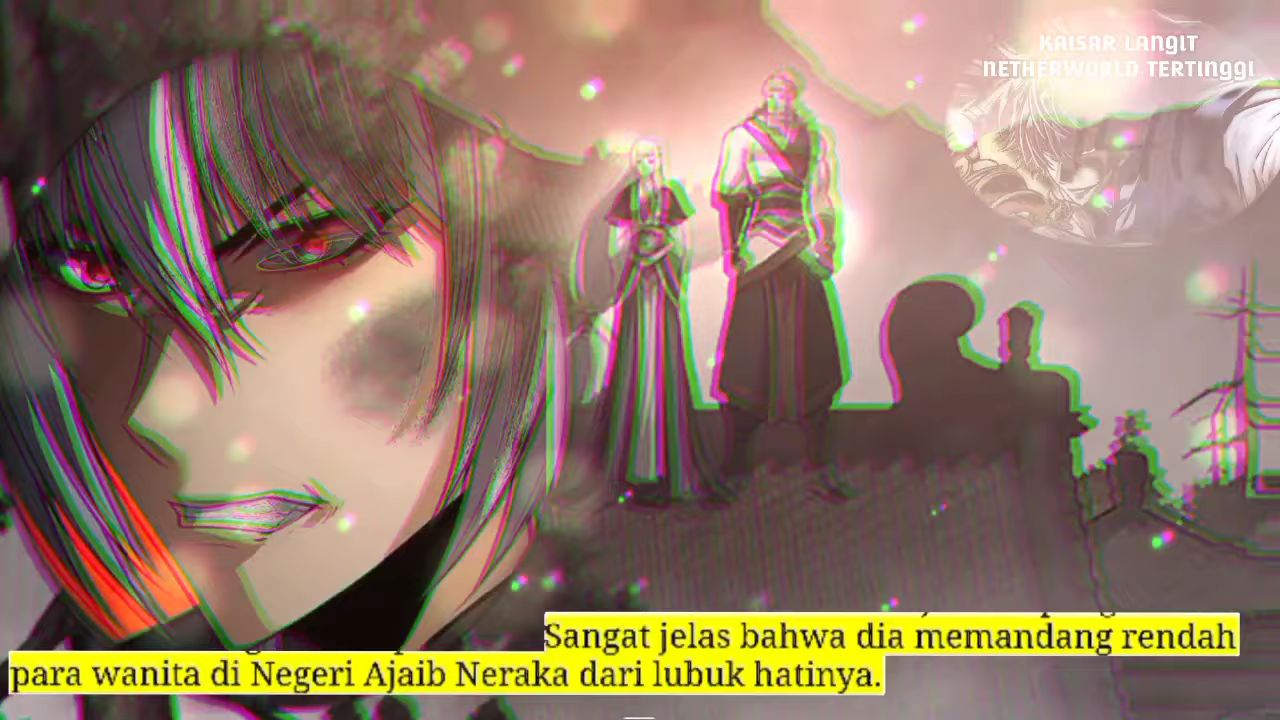 KAISAR LANGIT
NETHERWORLD TERTINGGI
Sangat jelas bahwa dia memandang rendah
para wanita di Negeri Ajaib Neraka dari lubuk hatinya.